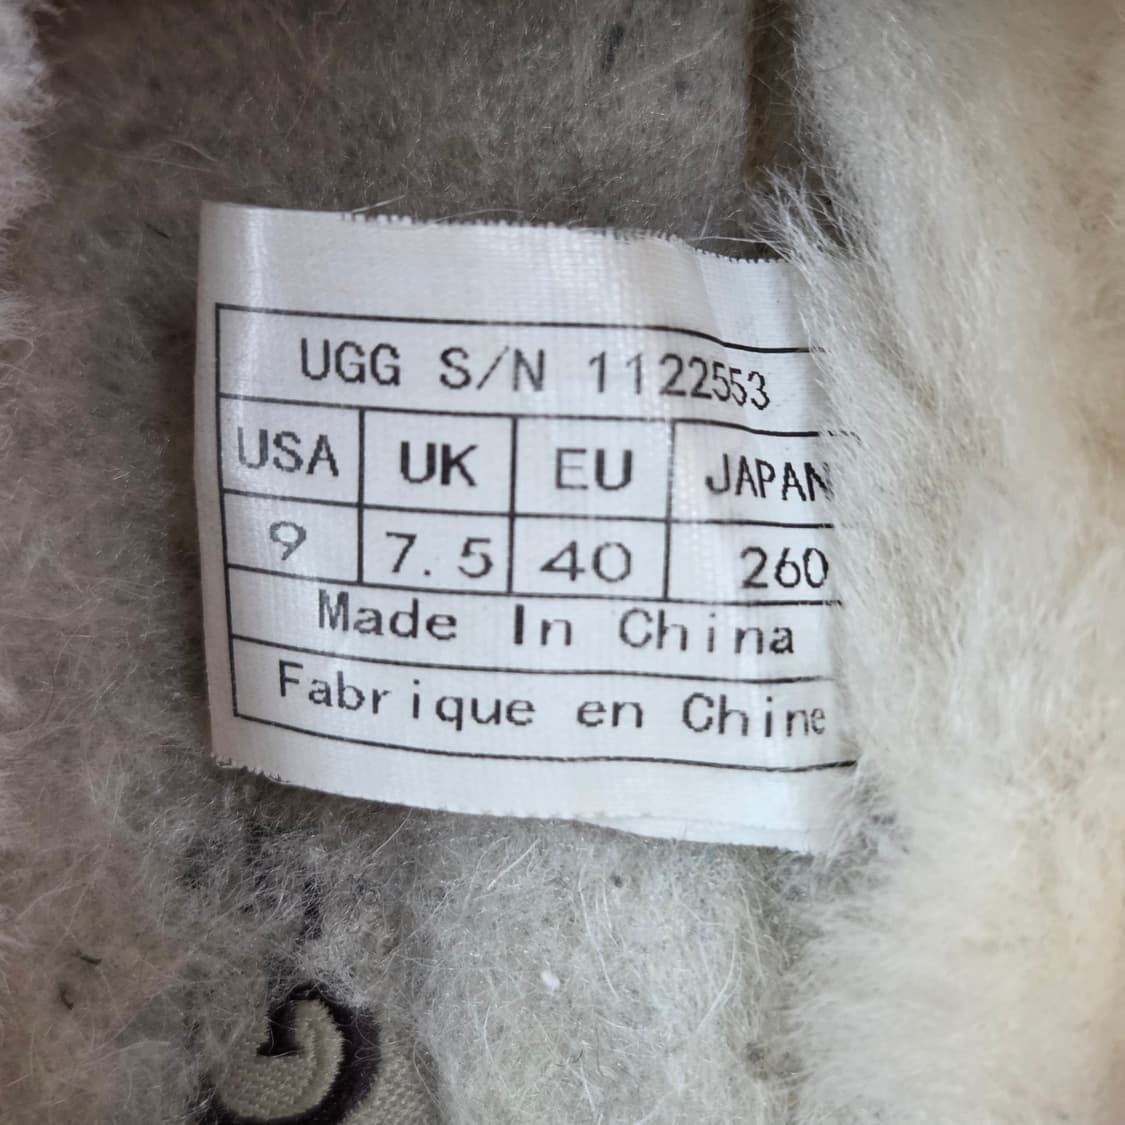 UGG S/N 1122553
USA UK EU JAPAN
9 7.5 40 260
Made In China
Fabrique en Chine